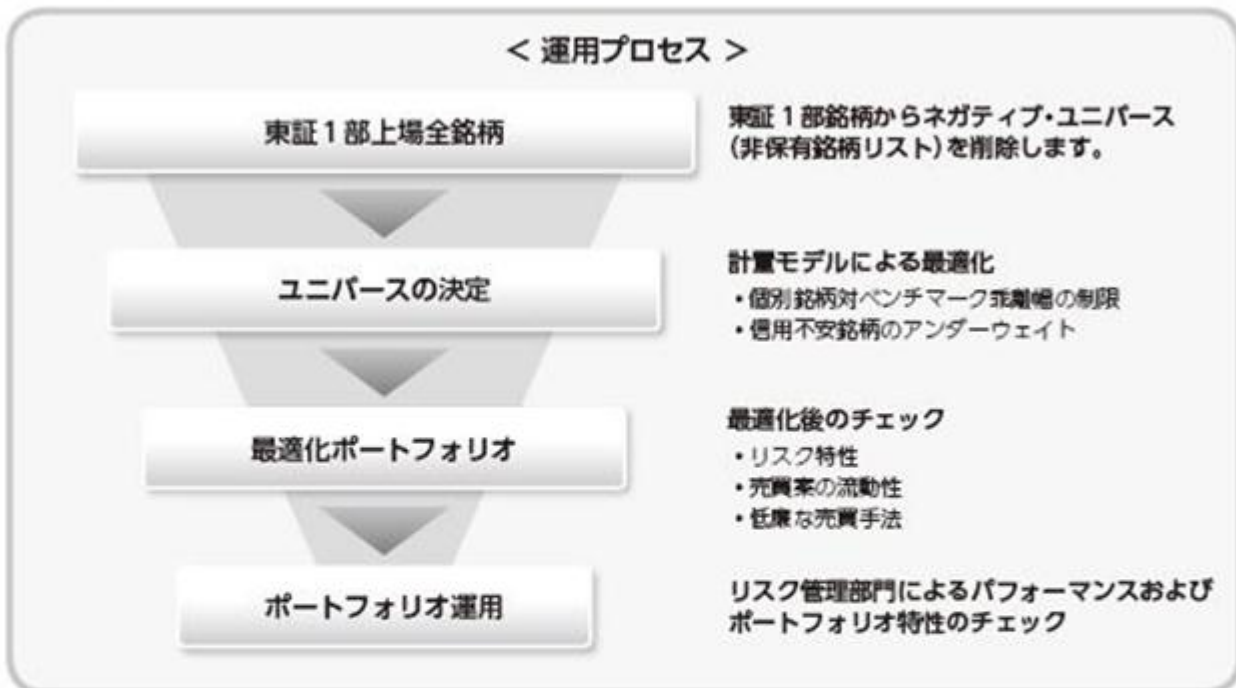 ＜ 運用プロセス ＞
東証１部上場全銘柄
東証１部銘柄からネガティブ・ユニバース
（非保有銘柄リスト）を削除します。
ユニバースの決定
計量モデルによる最適化
・個別銘柄対ベンチマーク乖離幅の制限
・信用不安銘柄のアンダーウェイト
最適化ポートフォリオ
最適化後のチェック
・リスク特性
・売買案の流動性
・低廉な売買手法
ポートフォリオ運用
リスク管理部門によるパフォーマンスおよび
ポートフォリオ特性のチェック